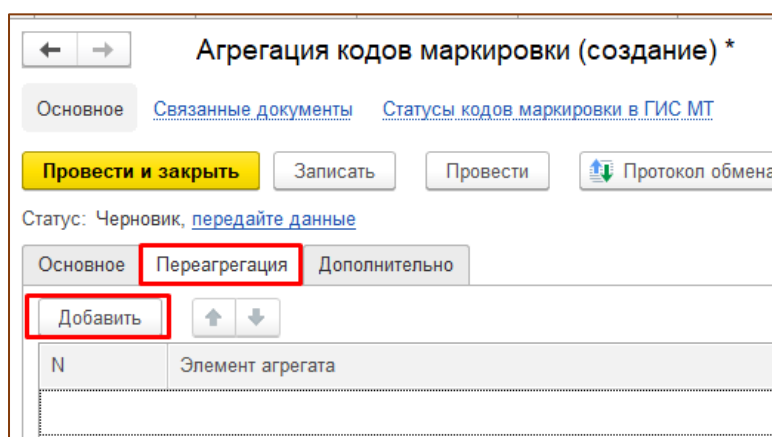 Агрегация кодов маркировки (создание) *
Основное Связанные документы Статусы кодов маркировки в ГИС МТ
Провести и закрыть Записать Провести Протокол обмена
Статус: Черновик, передайте данные
Основное Переагрегация Дополнительно
Добавить
N Элемент агрегата